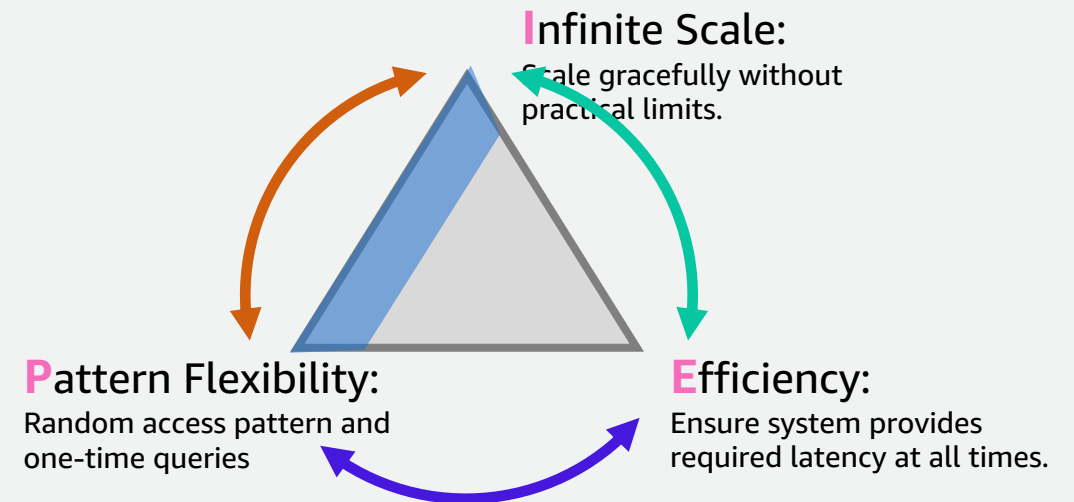 Infinite Scale:
Scale gracefully without
practical limits.
Pattern Flexibility:
Random access pattern and
one-time queries
Efficiency:
Ensure system provides
required latency at all times.